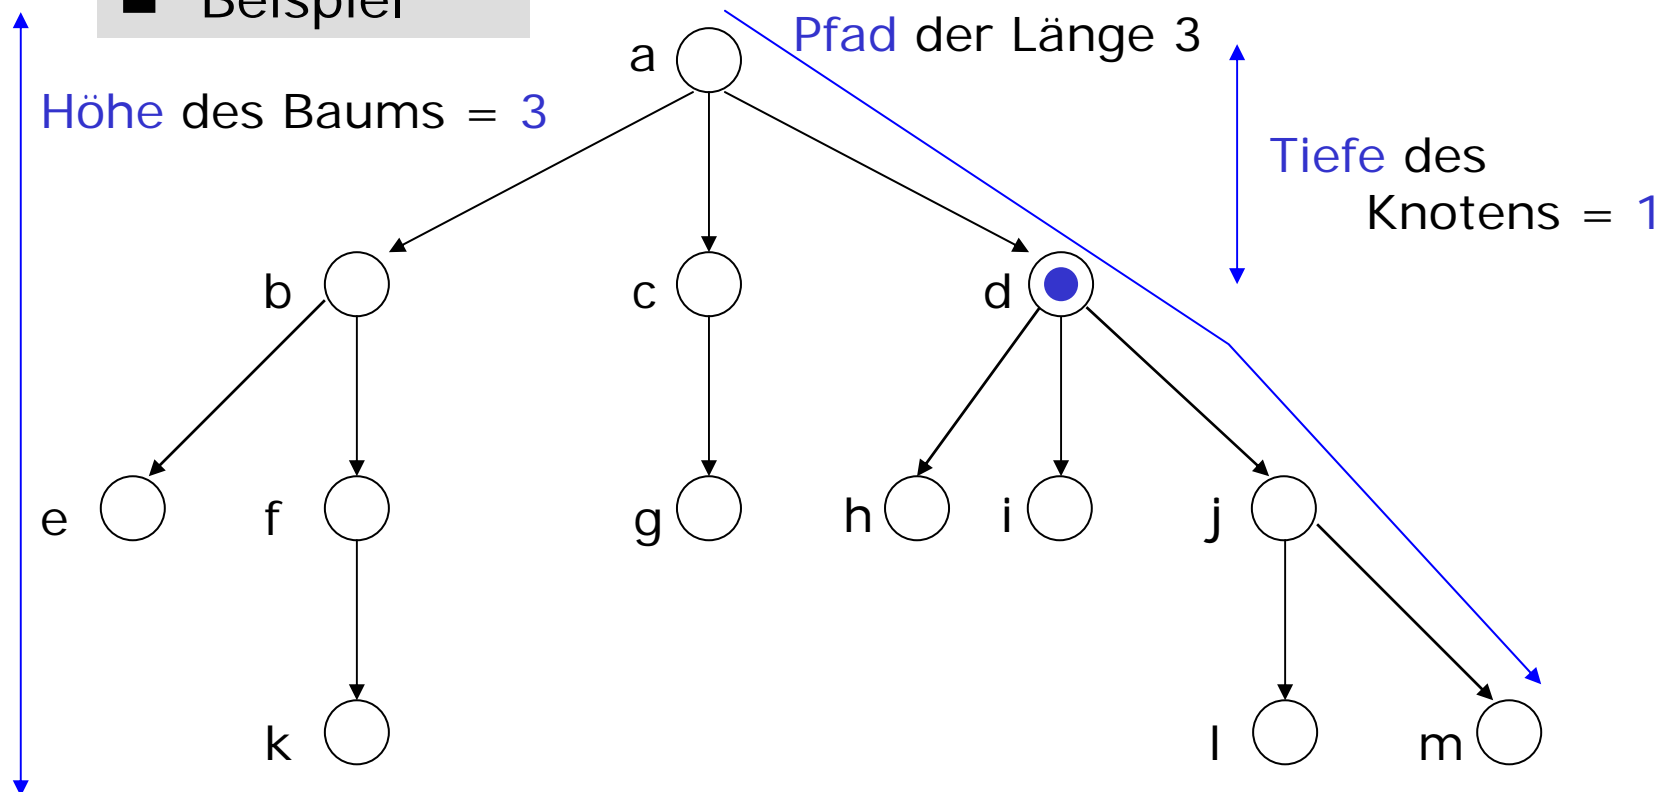 ■ Beispiel
Pfad der Länge 3
a
Höhe des Baums = 3
Tiefe des
Knotens = 1
b c d
e f g h i j
k l m